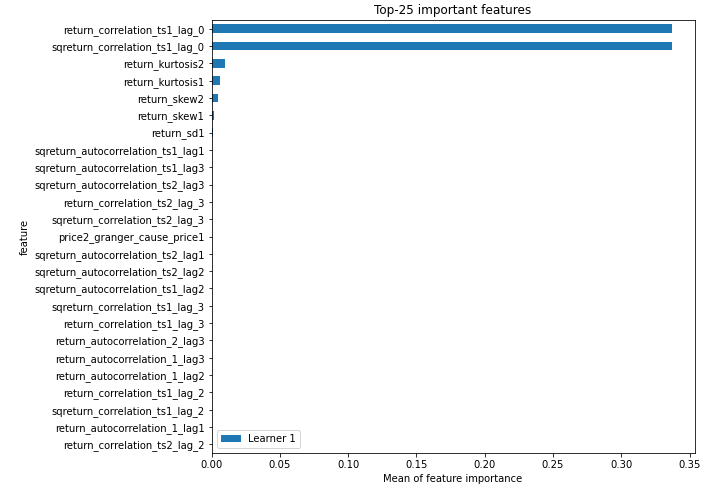 Top-25 important features
return_correlation_ts1_lag_0
sqreturn_correlation_ts1_lag_0
return_kurtosis2
return_kurtosis1
return_skew2
return_skew1
return_sd1
sqreturn_autocorrelation_ts1_lag1
sqreturn_autocorrelation_ts1_lag3
sqreturn_autocorrelation_ts2_lag3
return_correlation_ts2_lag_3
sqreturn_correlation_ts2_lag_3
price2_granger_cause_price1
sqreturn_autocorrelation_ts2_lag1
sqreturn_autocorrelation_ts2_lag2
sqreturn_autocorrelation_ts1_lag2
sqreturn_correlation_ts1_lag_3
return_correlation_ts1_lag_3
return_autocorrelation_2_lag3
return_autocorrelation_1_lag3
return_autocorrelation_1_lag2
return_correlation_ts1_lag_2
sqreturn_correlation_ts1_lag_2
return_autocorrelation_1_lag1
return_correlation_ts2_lag_2
feature
Learner 1
0.00 0.05 0.10 0.15 0.20 0.25 0.30 0.35
Mean of feature importance